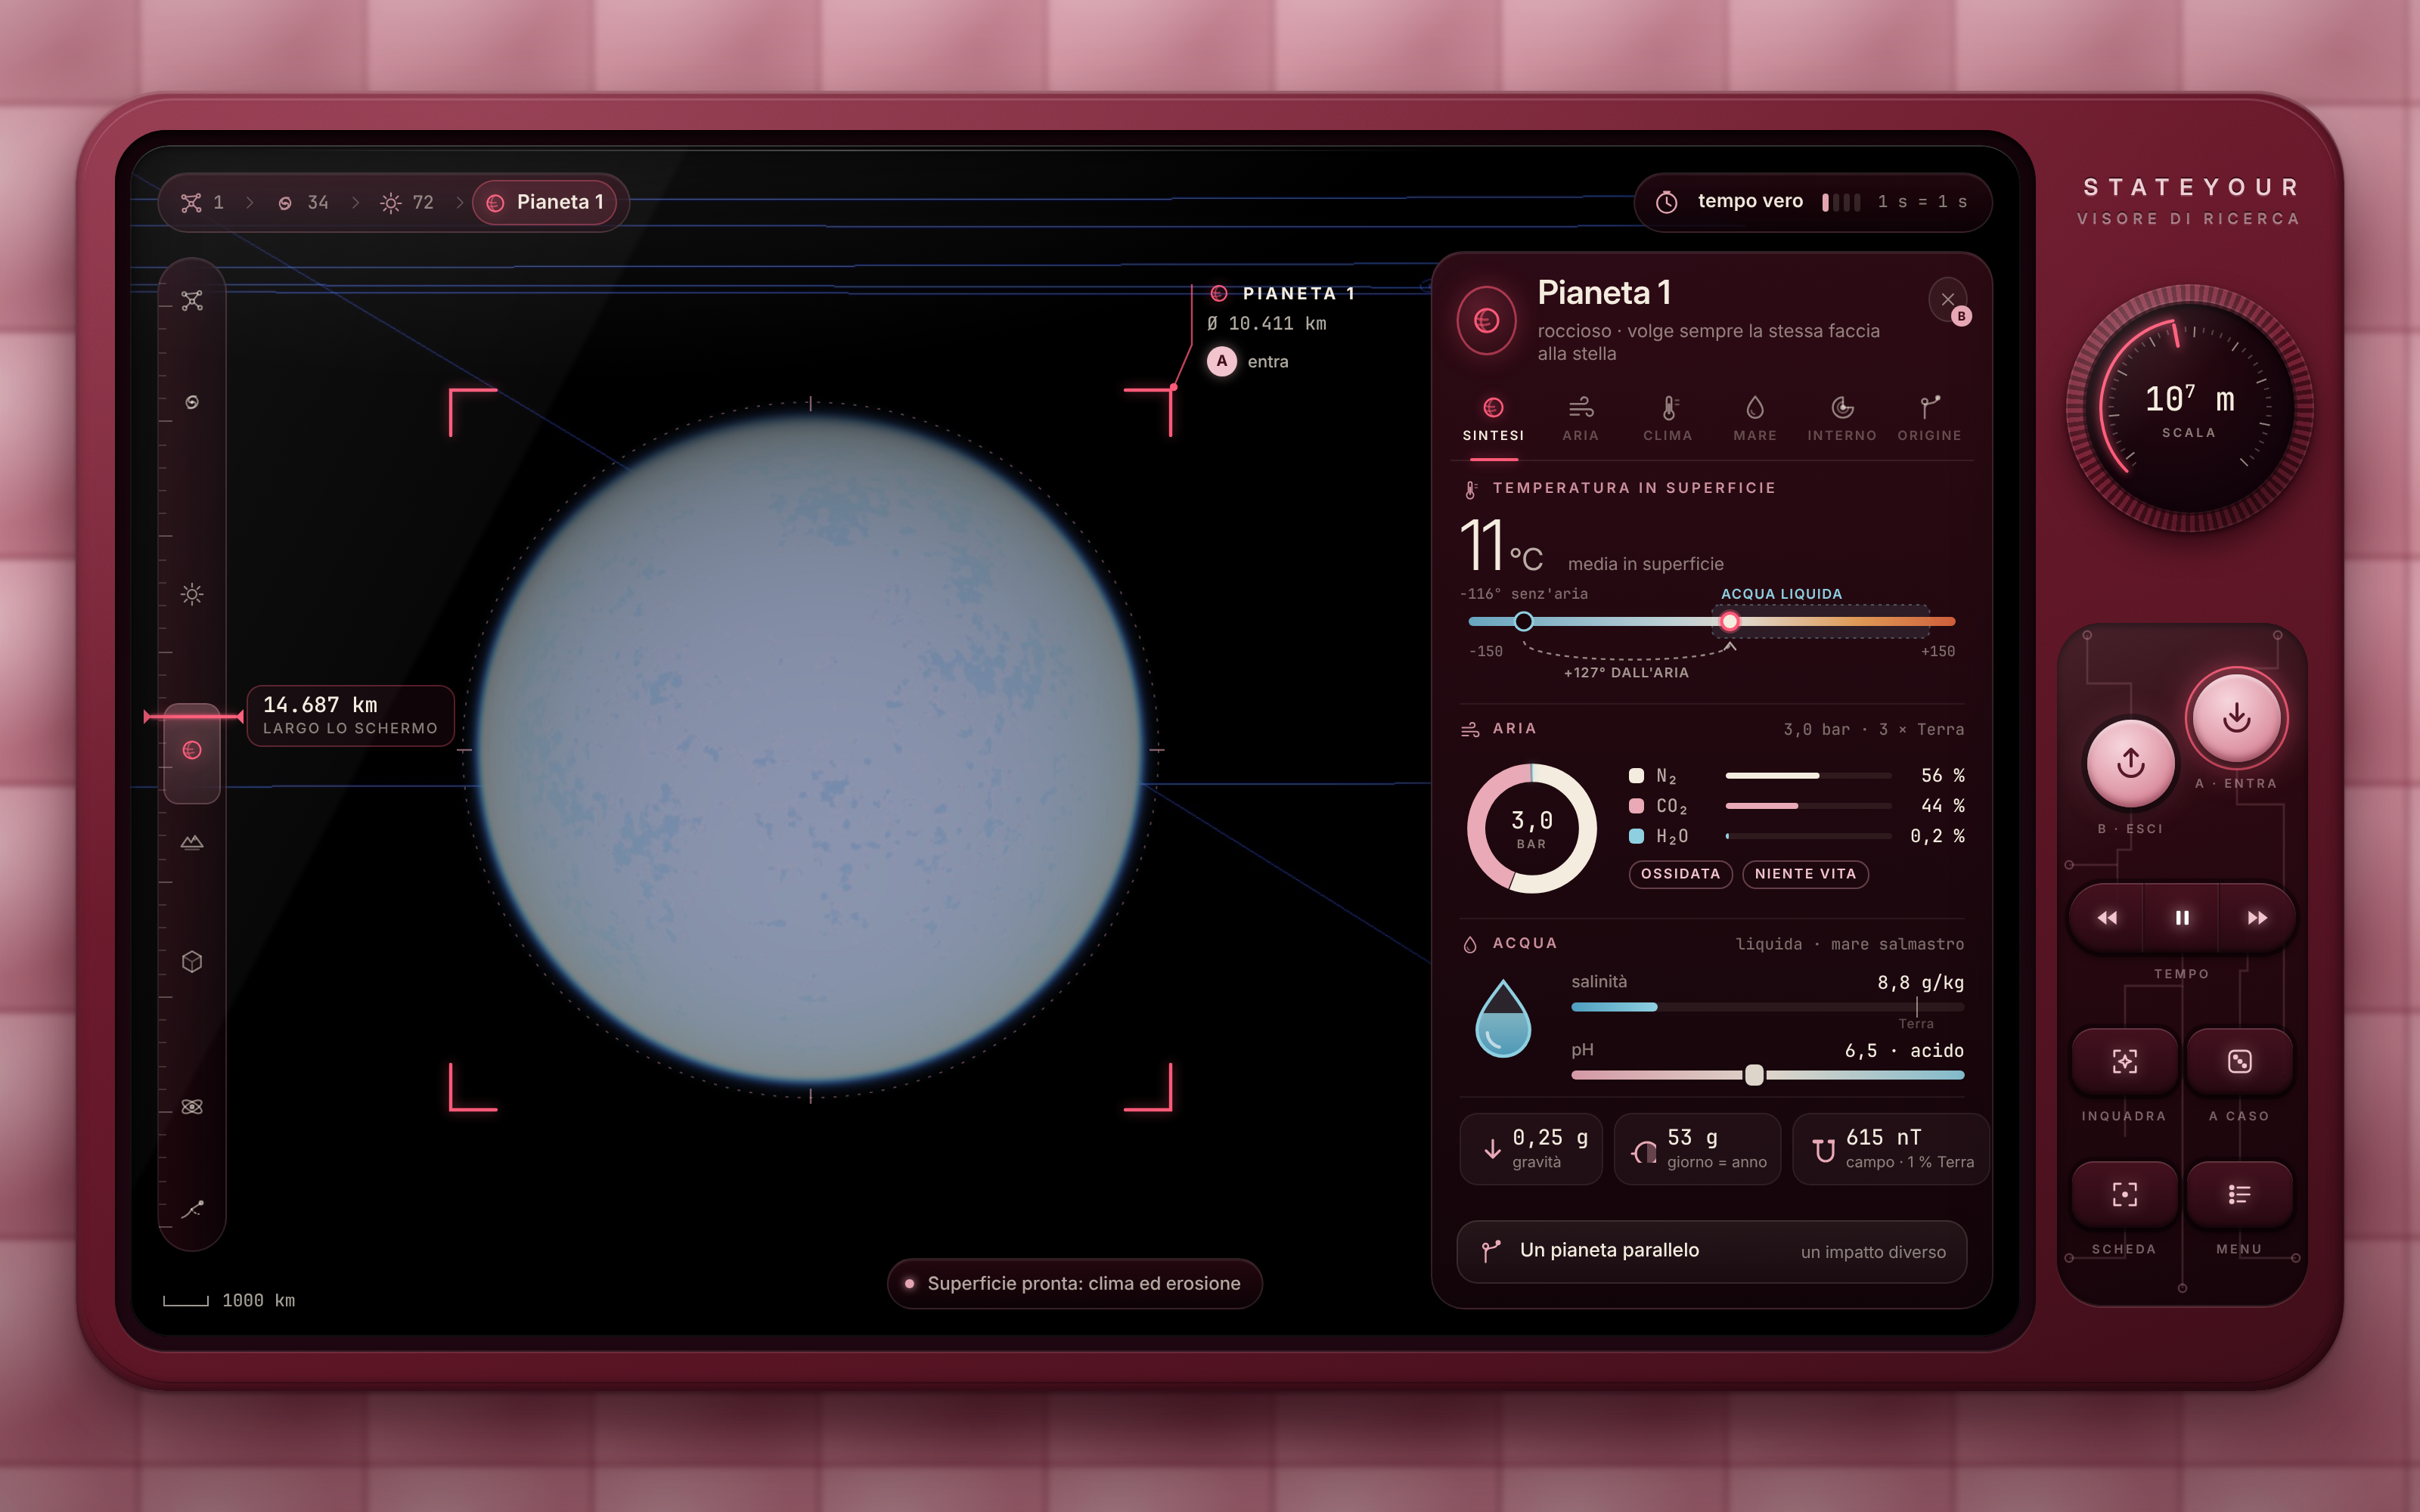 1
34
72
Pianeta 1
tempo vero
1 s = 1 s
STATEYOUR
VISORE DI RICERCA
PIANETA 1
Ø 10.411 km
A
entra
Pianeta 1
roccioso · volge sempre la stessa faccia
alla stella
B
SINTESI
ARIA
CLIMA
MARE
INTERNO
ORIGINE
10⁷ m
SCALA
TEMPERATURA IN SUPERFICIE
11 °C
media in superficie
-116° senz'aria
ACQUA LIQUIDA
-150
+150
+127° DALL'ARIA
14.687 km
LARGO LO SCHERMO
ARIA
3,0 bar · 3 × Terra
3,0
BAR
N₂
56 %
CO₂
44 %
H₂O
0,2 %
OSSIDATA
NIENTE VITA
A · ENTRA
B · ESCI
TEMPO
ACQUA
liquida · mare salmastro
salinità
8,8 g/kg
Terra
pH
6,5 · acido
0,25 g
gravità
53 g
giorno = anno
615 nT
campo · 1 % Terra
INQUADRA
A CASO
SCHEDA
MENU
Un pianeta parallelo
un impatto diverso
Superficie pronta: clima ed erosione
1000 km